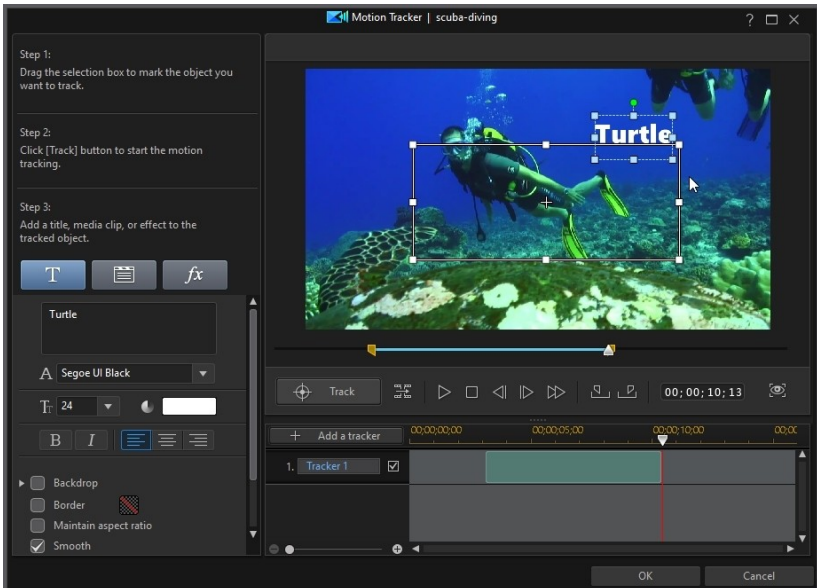 Motion Tracker | scuba-diving
Step 1:
Drag the selection box to mark the object you
want to track.
Step 2:
Click [Track] button to start the motion
tracking.
Step 3:
Add a title, media clip, or effect to the
tracked object.
T
fx
Turtle
A Segoe UI Black
TT 24
B I
Backdrop
Border
Maintain aspect ratio
Smooth
Turtle
Track
00; 00; 10; 13
+ Add a tracker
00;00;00;00 00;00;05;00 00;00;10;00
1. Tracker 1
OK Cancel